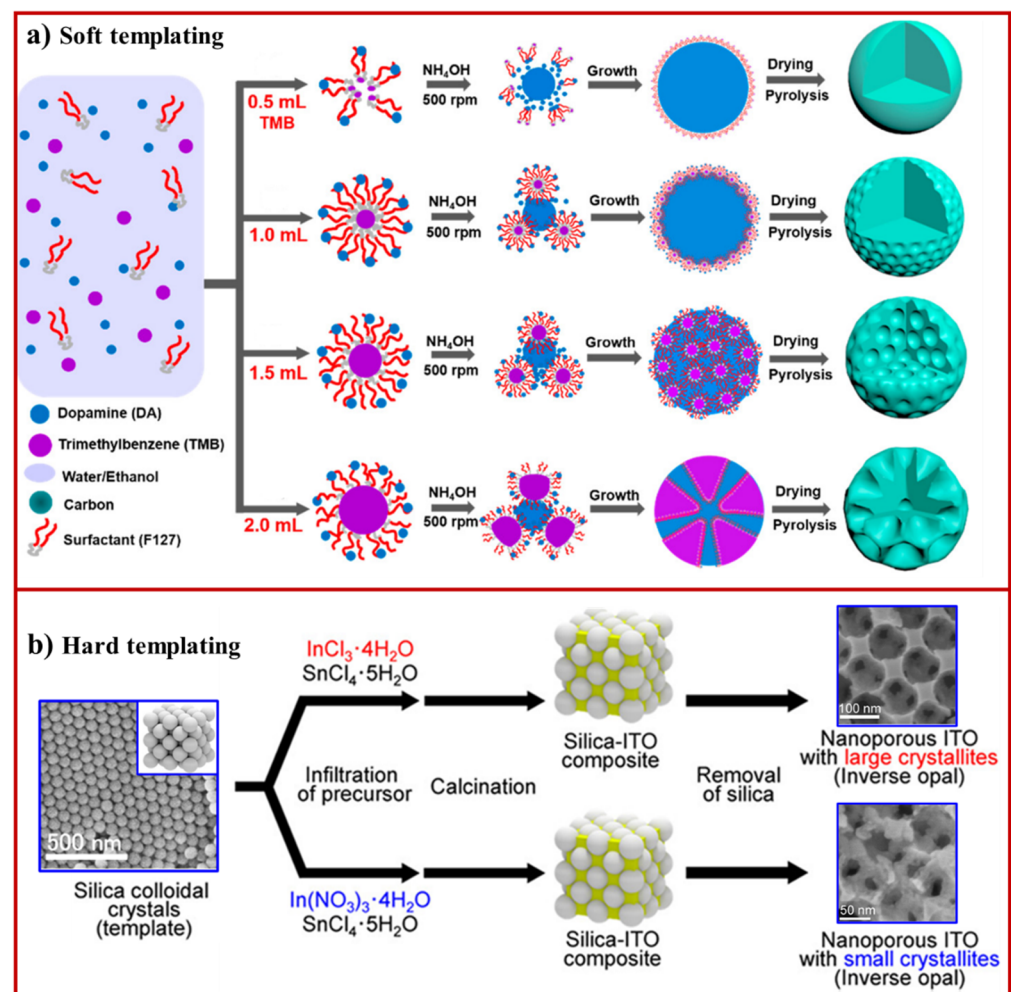 a) Soft templating
0.5 mL
TMB
NH₄OH
500 rpm
Growth
Drying
Pyrolysis
1.0 mL
NH₄OH
500 rpm
Growth
Drying
Pyrolysis
1.5 mL
NH₄OH
500 rpm
Growth
Drying
Pyrolysis
2.0 mL
NH₄OH
500 rpm
Growth
Drying
Pyrolysis
Dopamine (DA)
Trimethylbenzene (TMB)
Water/Ethanol
Carbon
Surfactant (F127)
b) Hard templating
500 nm
Silica colloidal
crystals
(template)
InCl₃·4H₂O
SnCl₄·5H₂O
Infiltration
of precursor
Calcination
In(NO₃)₃·4H₂O
SnCl₄·5H₂O
Silica-ITO
composite
Removal
of silica
Silica-ITO
composite
100 nm
Nanoporous ITO
with large crystallites
(Inverse opal)
50 nm
Nanoporous ITO
with small crystallites
(Inverse opal)